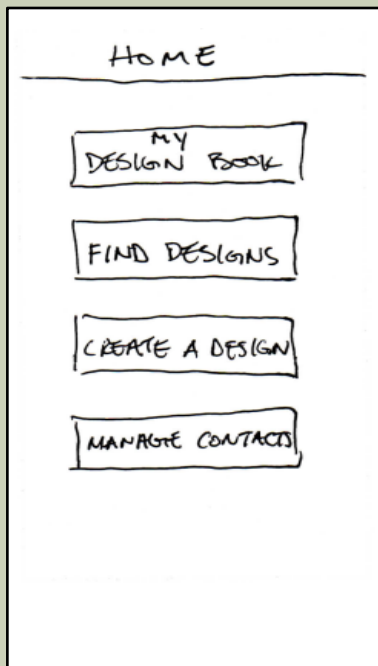 HOME
MY
DESIGN BOOK
FIND DESIGNS
CREATE A DESIGN
MANAGE CONTACTS